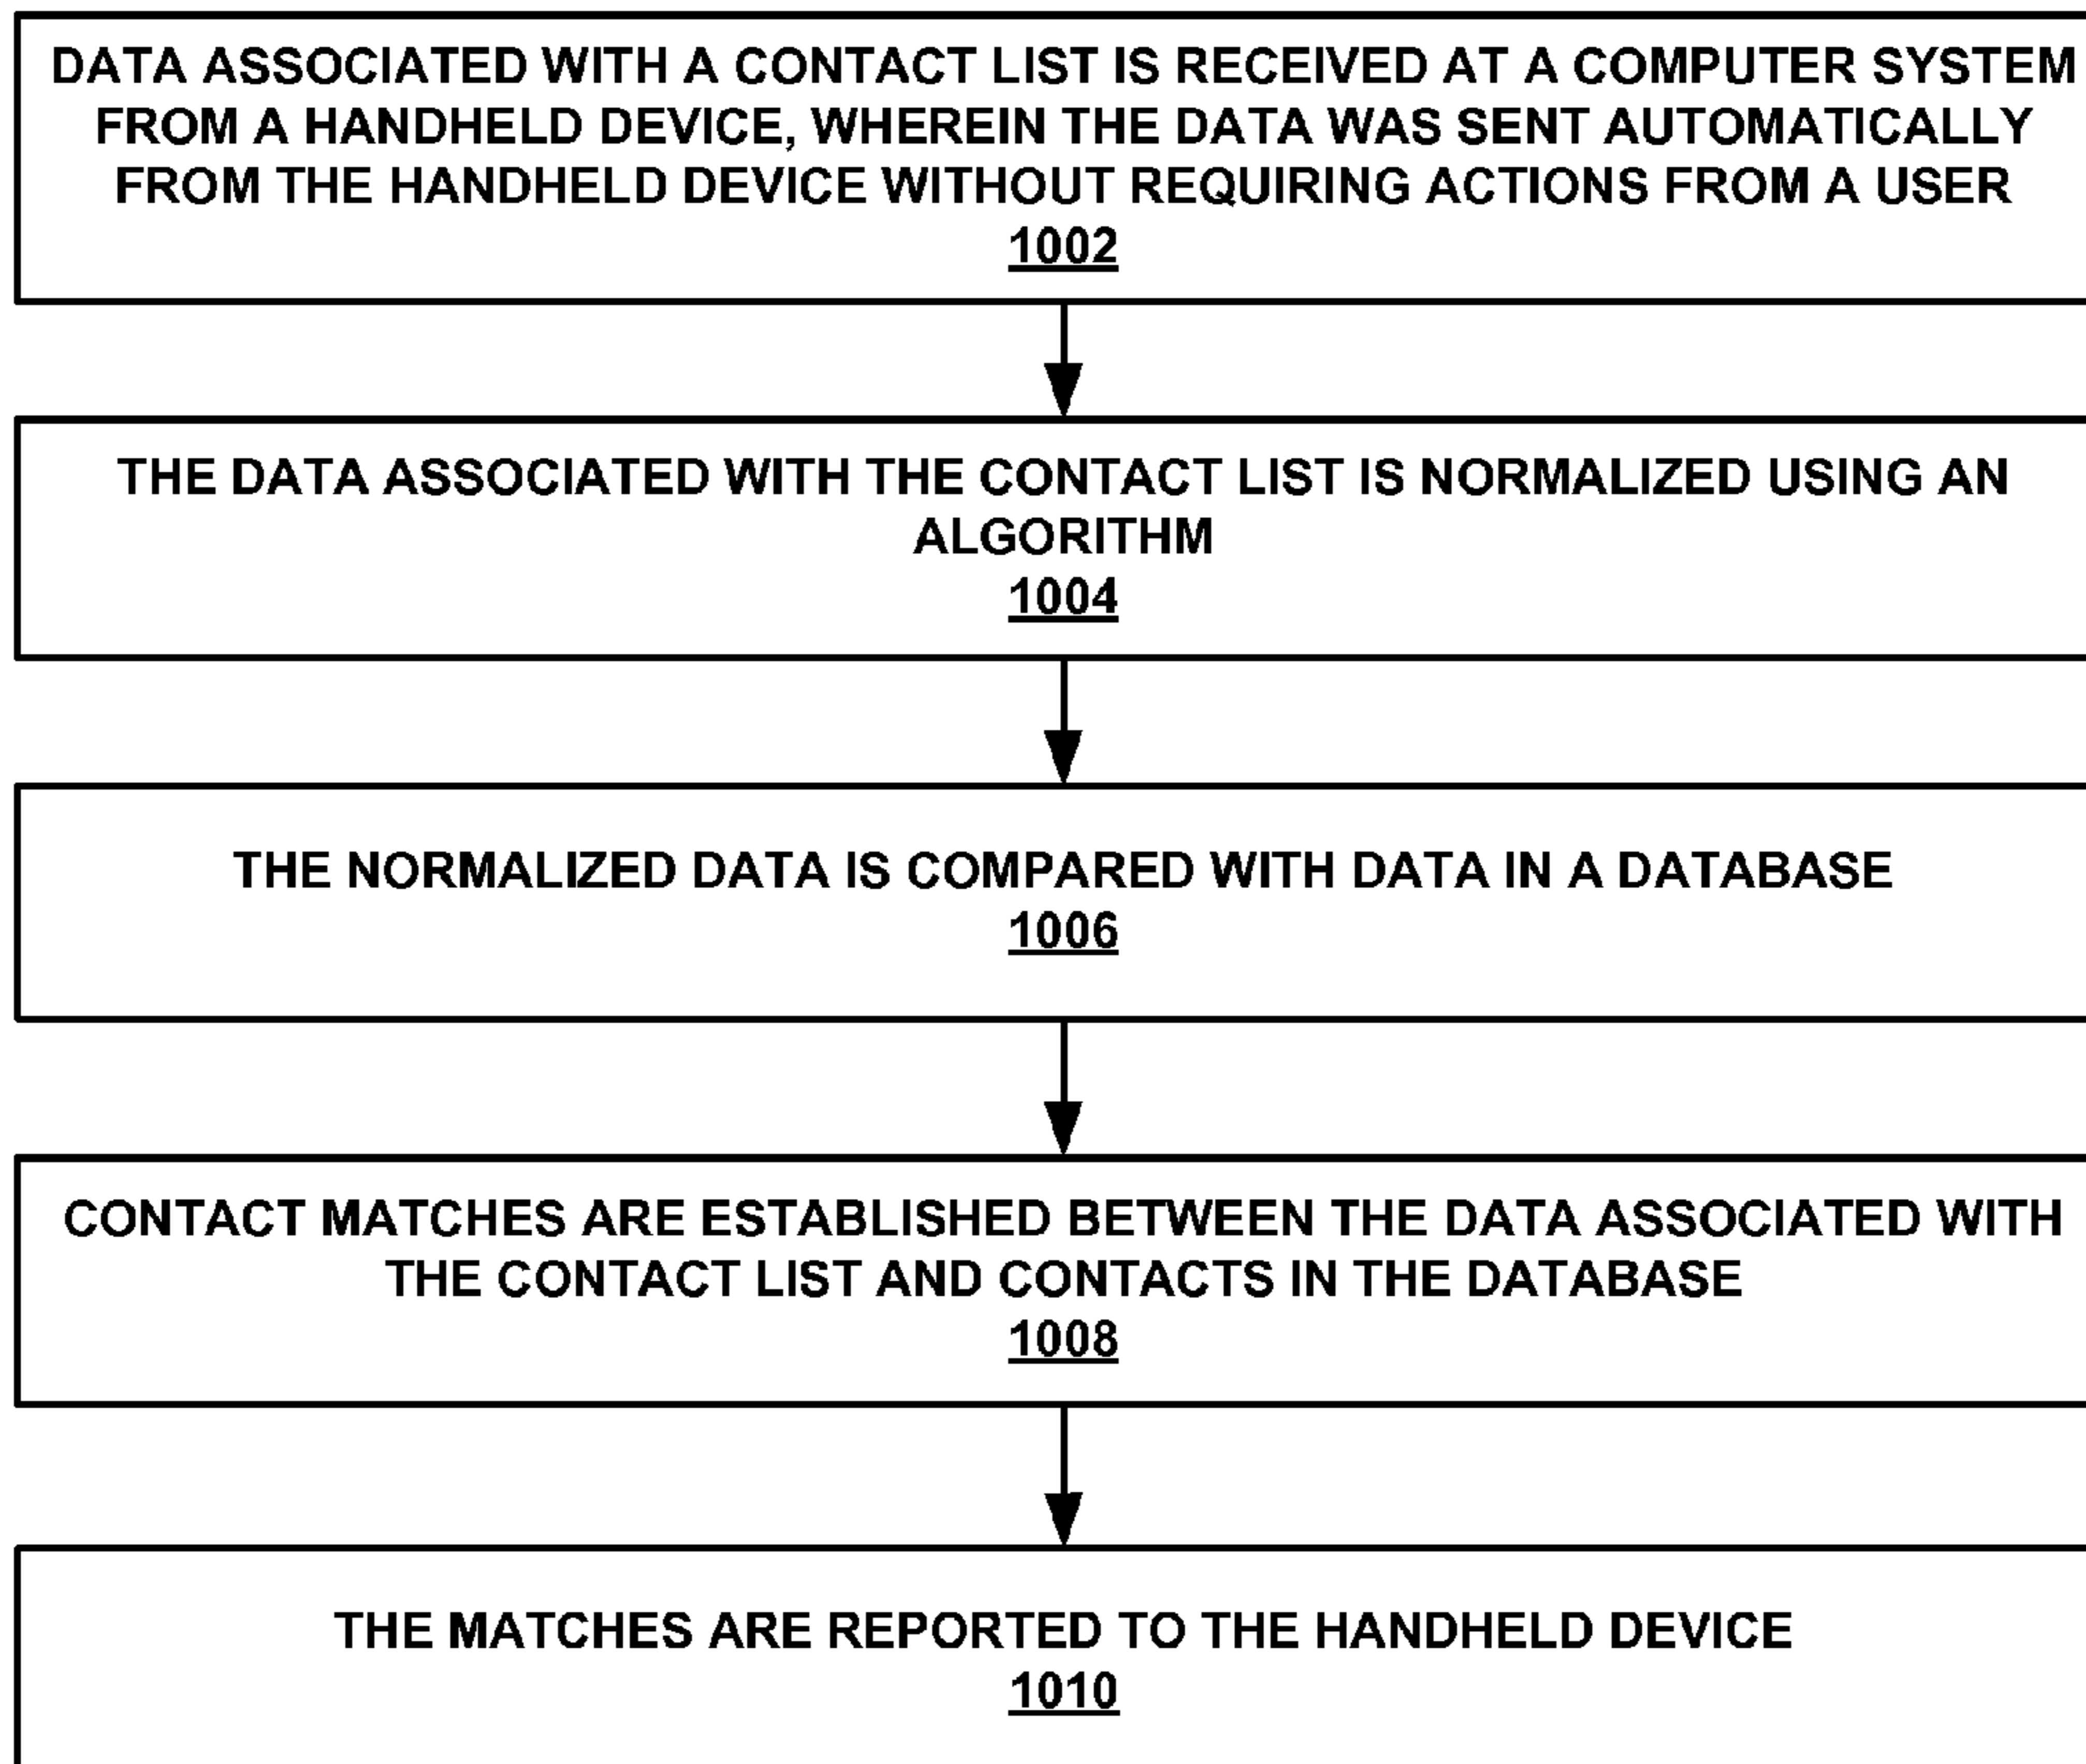 DATA ASSOCIATED WITH A CONTACT LIST IS RECEIVED AT A COMPUTER SYSTEM
FROM A HANDHELD DEVICE, WHEREIN THE DATA WAS SENT AUTOMATICALLY
FROM THE HANDHELD DEVICE WITHOUT REQUIRING ACTIONS FROM A USER
1002
THE DATA ASSOCIATED WITH THE CONTACT LIST IS NORMALIZED USING AN
ALGORITHM
1004
THE NORMALIZED DATA IS COMPARED WITH DATA IN A DATABASE
1006
CONTACT MATCHES ARE ESTABLISHED BETWEEN THE DATA ASSOCIATED WITH
THE CONTACT LIST AND CONTACTS IN THE DATABASE
1008
THE MATCHES ARE REPORTED TO THE HANDHELD DEVICE
1010